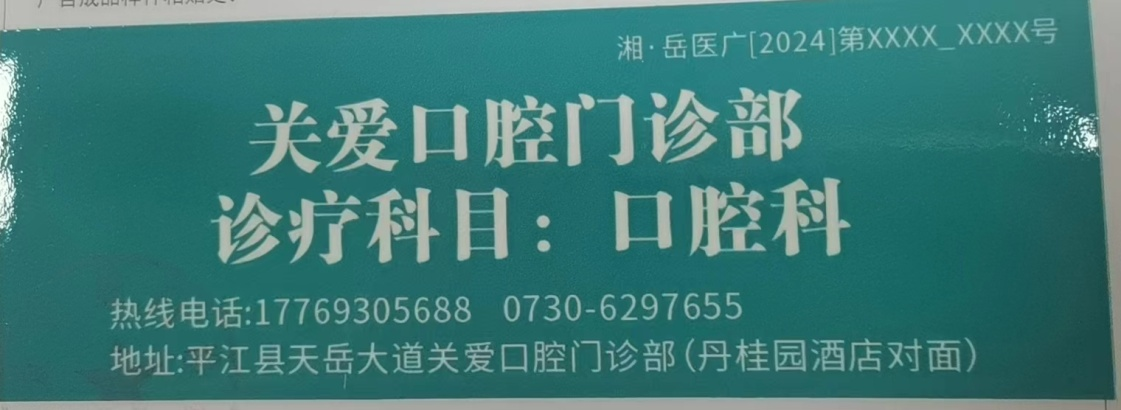 湘·岳医广[2024]第XXXX_XXXX号
关爱口腔门诊部
诊疗科目：口腔科
热线电话:17769305688 0730-6297655
地址:平江县天岳大道关爱口腔门诊部(丹桂园酒店对面)